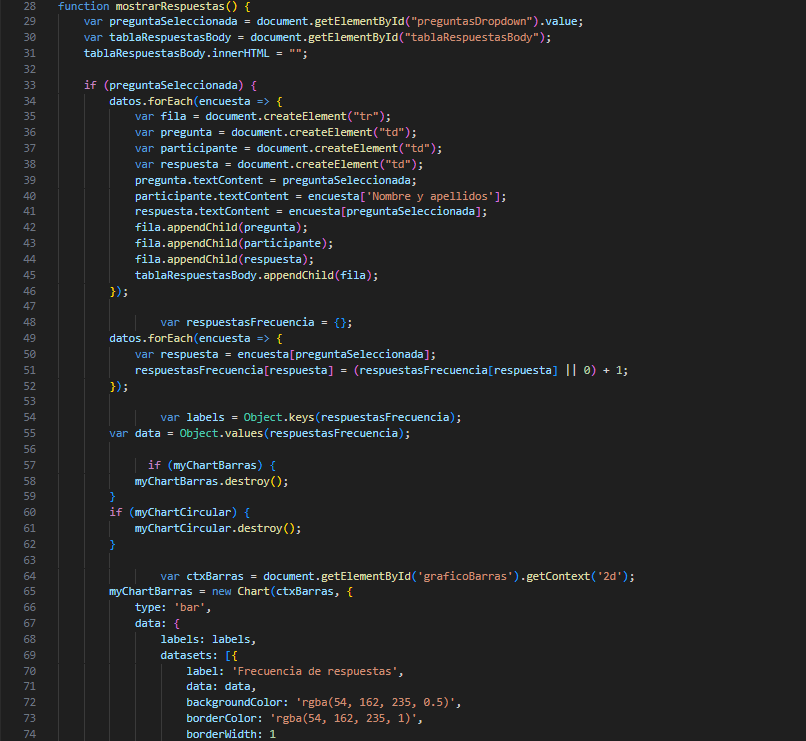 28 function mostrarRespuestas() {
29     var preguntaSeleccionada = document.getElementById("preguntasDropdown").value;
30     var tablaRespuestasBody = document.getElementById("tablaRespuestasBody");
31     tablaRespuestasBody.innerHTML = "";
32
33     if (preguntaSeleccionada) {
34         datos.forEach(encuesta => {
35             var fila = document.createElement("tr");
36             var pregunta = document.createElement("td");
37             var participante = document.createElement("td");
38             var respuesta = document.createElement("td");
39             pregunta.textContent = preguntaSeleccionada;
40             participante.textContent = encuesta['Nombre y apellidos'];
41             respuesta.textContent = encuesta[preguntaSeleccionada];
42             fila.appendChild(pregunta);
43             fila.appendChild(participante);
44             fila.appendChild(respuesta);
45             tablaRespuestasBody.appendChild(fila);
46         });
47
48                 var respuestasFrecuencia = {};
49         datos.forEach(encuesta => {
50             var respuesta = encuesta[preguntaSeleccionada];
51             respuestasFrecuencia[respuesta] = (respuestasFrecuencia[respuesta] || 0) + 1;
52         });
53
54                 var labels = Object.keys(respuestasFrecuencia);
55         var data = Object.values(respuestasFrecuencia);
56
57               if (myChartBarras) {
58             myChartBarras.destroy();
59         }
60         if (myChartCircular) {
61             myChartCircular.destroy();
62         }
63
64                 var ctxBarras = document.getElementById('graficoBarras').getContext('2d');
65         myChartBarras = new Chart(ctxBarras, {
66             type: 'bar',
67             data: {
68                 labels: labels,
69                 datasets: [{
70                     label: 'Frecuencia de respuestas',
71                     data: data,
72                     backgroundColor: 'rgba(54, 162, 235, 0.5)',
73                     borderColor: 'rgba(54, 162, 235, 1)',
74                     borderWidth: 1